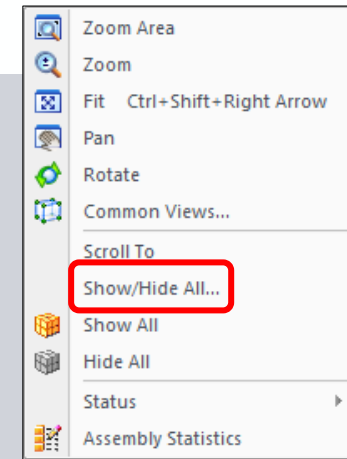 Zoom Area
Zoom
Fit Ctrl+Shift+Right Arrow
Pan
Rotate
Common Views...
Scroll To
Show/Hide All...
Show All
Hide All
Status
Assembly Statistics